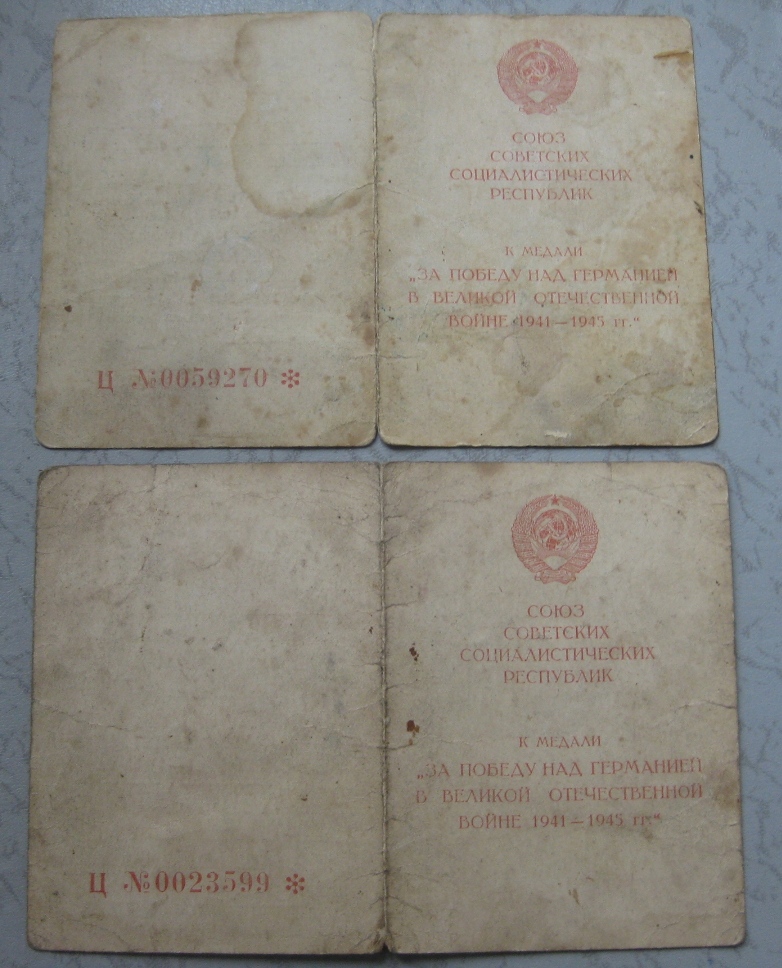 СОЮЗ
СОВЕТСКИХ
СОЦИАЛИСТИЧЕСКИХ
РЕСПУБЛИК
К МЕДАЛИ
„ЗА ПОБЕДУ НАД ГЕРМАНИЕЙ
В ВЕЛИКОЙ ОТЕЧЕСТВЕННОЙ
ВОЙНЕ 1941—1945 гг.“
Ц №0059270 *
СОЮЗ
СОВЕТСКИХ
СОЦИАЛИСТИЧЕСКИХ
РЕСПУБЛИК
К МЕДАЛИ
„ЗА ПОБЕДУ НАД ГЕРМАНИЕЙ
В ВЕЛИКОЙ ОТЕЧЕСТВЕННОЙ
ВОЙНЕ 1941—1945 гг.“
Ц №0023599 *